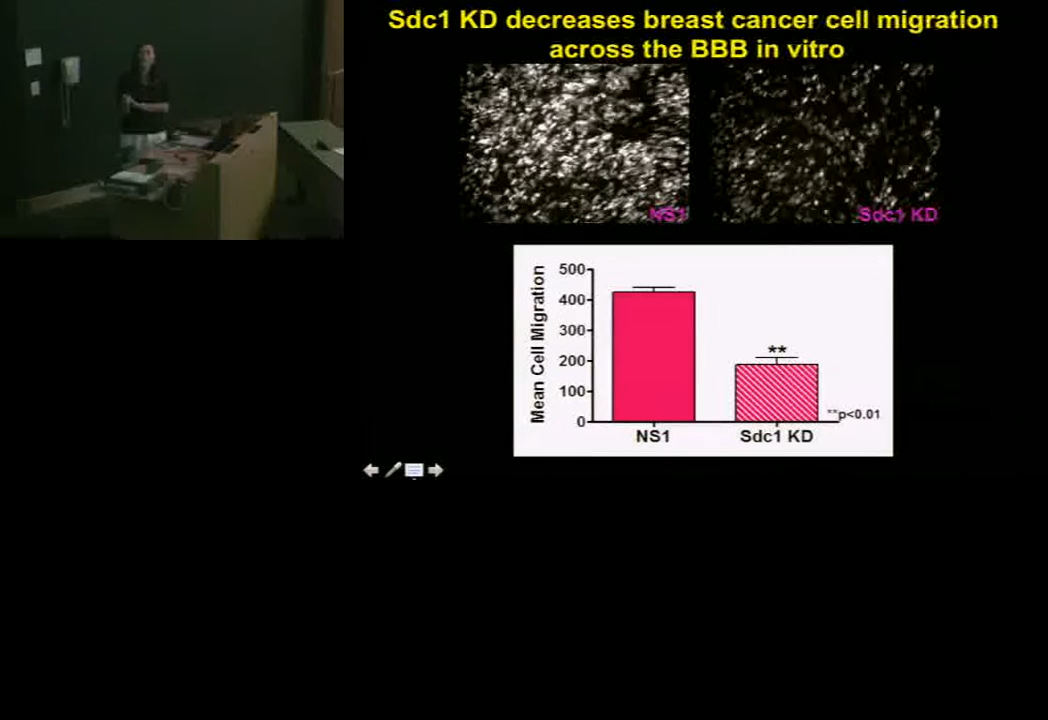 Sdc1 KD decreases breast cancer cell migration
across the BBB in vitro
NS1
Sdc1 KD
Mean Cell Migration
500
400
300
200
100
0
**
**p<0.01
NS1
Sdc1 KD